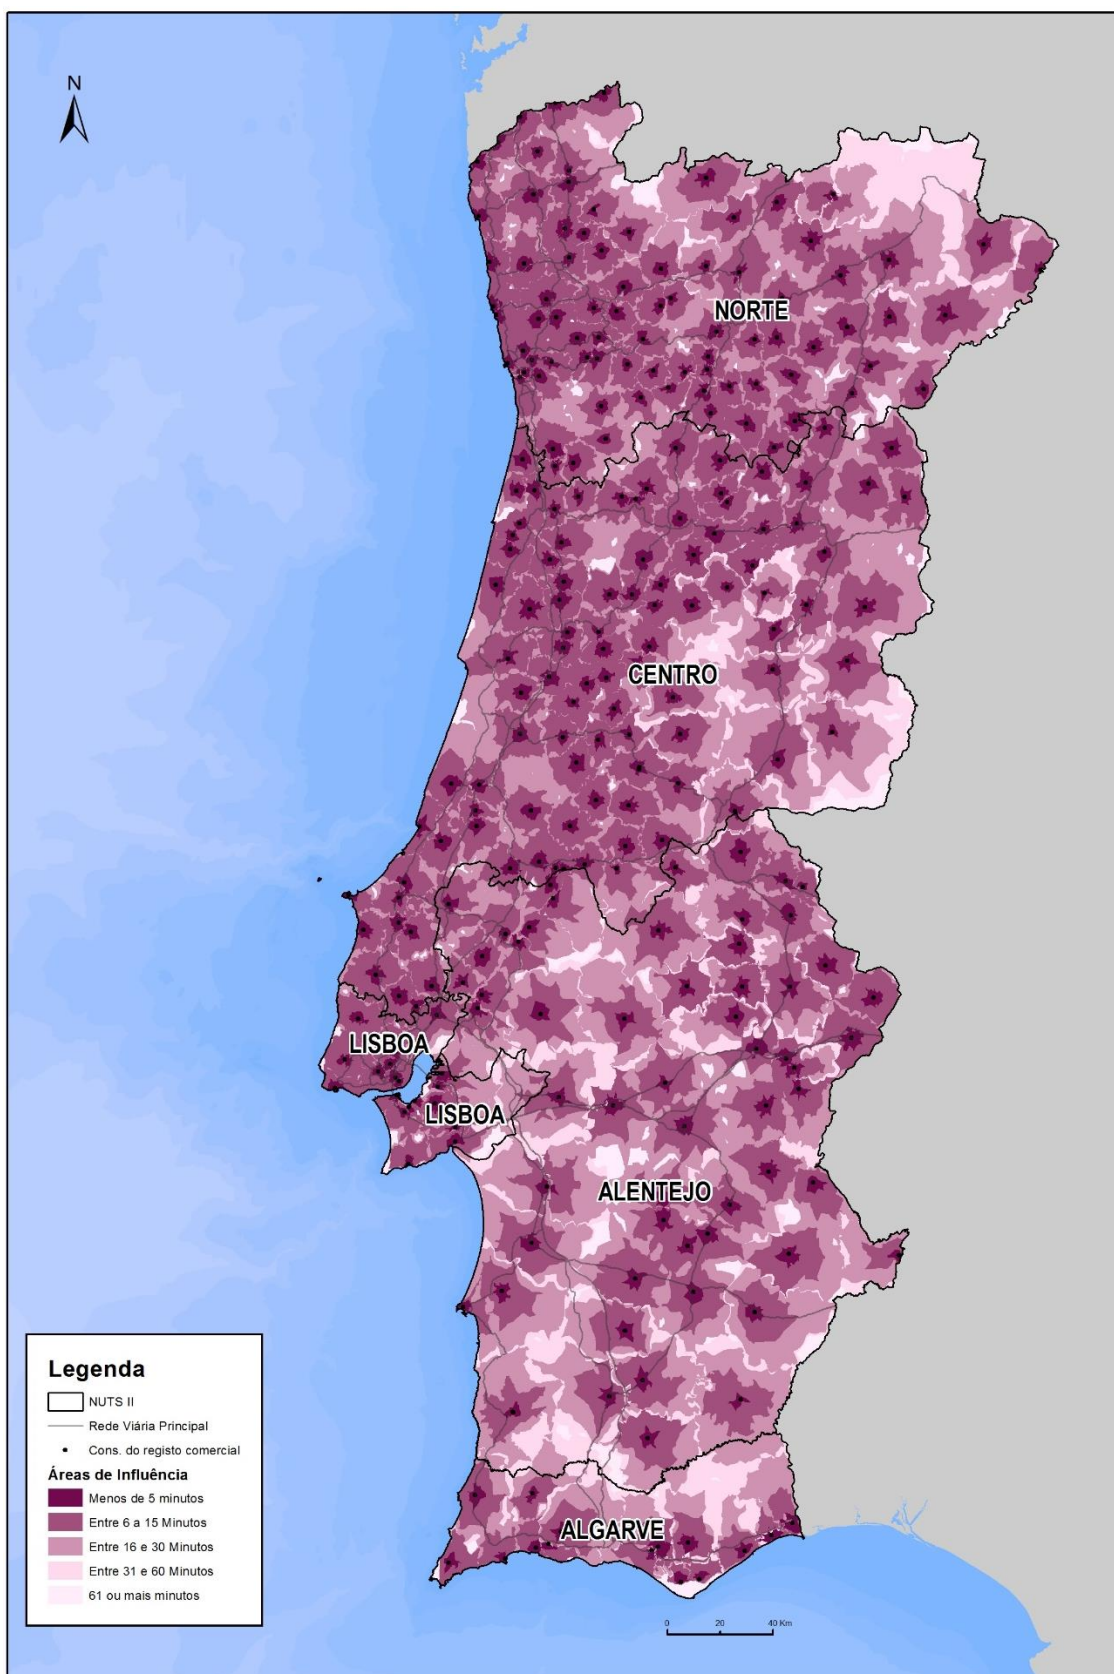 N
NORTE
CENTRO
LISBOA
LISBOA
ALENTEJO
ALGARVE
Legenda
NUTS II
Rede Viária Principal
Cons. do registo comercial
Áreas de Influência
Menos de 5 minutos
Entre 6 a 15 Minutos
Entre 16 e 30 Minutos
Entre 31 e 60 Minutos
61 ou mais minutos
0 20 40 Km